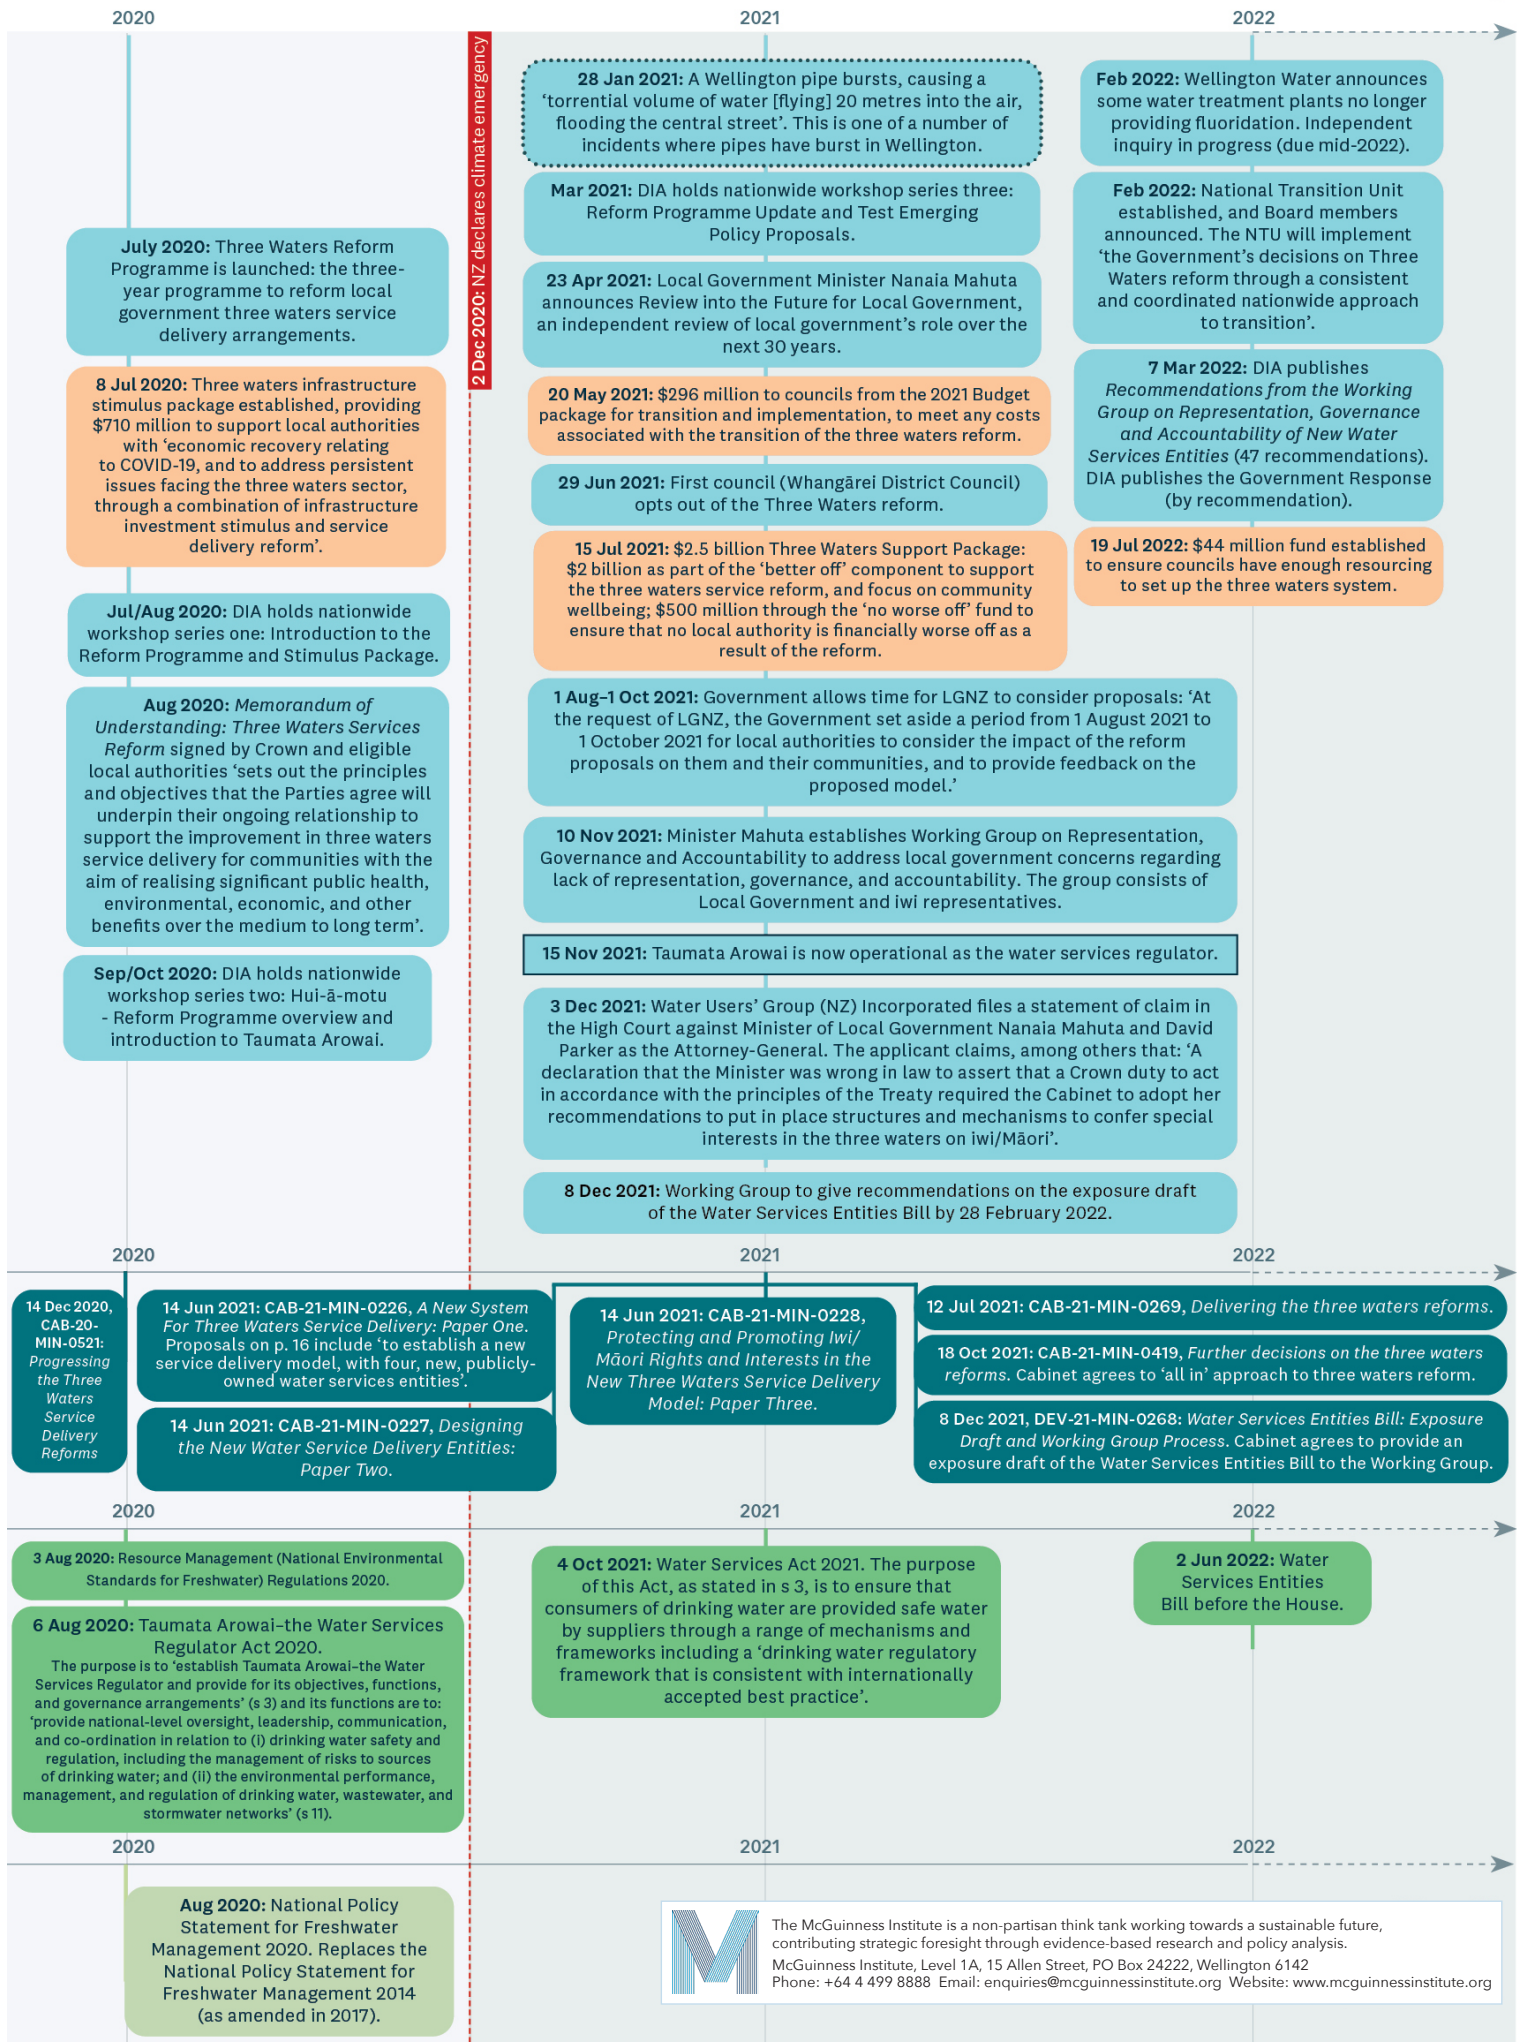 2020
2021
2022
2 Dec 2020: NZ declares climate emergency
July 2020: Three Waters Reform
Programme is launched: the three-
year programme to reform local
government three waters service
delivery arrangements.
8 Jul 2020: Three waters infrastructure
stimulus package established, providing
$710 million to support local authorities
with ‘economic recovery relating
to COVID-19, and to address persistent
issues facing the three waters sector,
through a combination of infrastructure
investment stimulus and service
delivery reform’.
Jul/Aug 2020: DIA holds nationwide
workshop series one: Introduction to the
Reform Programme and Stimulus Package.
Aug 2020: Memorandum of
Understanding: Three Waters Services
Reform signed by Crown and eligible
local authorities ‘sets out the principles
and objectives that the Parties agree will
underpin their ongoing relationship to
support the improvement in three waters
service delivery for communities with the
aim of realising significant public health,
environmental, economic, and other
benefits over the medium to long term’.
Sep/Oct 2020: DIA holds nationwide
workshop series two: Hui-ā-motu
- Reform Programme overview and
introduction to Taumata Arowai.
28 Jan 2021: A Wellington pipe bursts, causing a
‘torrential volume of water [flying] 20 metres into the air,
flooding the central street’. This is one of a number of
incidents where pipes have burst in Wellington.
Mar 2021: DIA holds nationwide workshop series three:
Reform Programme Update and Test Emerging
Policy Proposals.
23 Apr 2021: Local Government Minister Nanaia Mahuta
announces Review into the Future for Local Government,
an independent review of local government’s role over the
next 30 years.
20 May 2021: $296 million to councils from the 2021 Budget
package for transition and implementation, to meet any costs
associated with the transition of the three waters reform.
29 Jun 2021: First council (Whangārei District Council)
opts out of the Three Waters reform.
15 Jul 2021: $2.5 billion Three Waters Support Package:
$2 billion as part of the ‘better off’ component to support
the three waters service reform, and focus on community
wellbeing; $500 million through the ‘no worse off’ fund to
ensure that no local authority is financially worse off as a
result of the reform.
1 Aug–1 Oct 2021: Government allows time for LGNZ to consider proposals: ‘At
the request of LGNZ, the Government set aside a period from 1 August 2021 to
1 October 2021 for local authorities to consider the impact of the reform
proposals on them and their communities, and to provide feedback on the
proposed model.’
10 Nov 2021: Minister Mahuta establishes Working Group on Representation,
Governance and Accountability to address local government concerns regarding
lack of representation, governance, and accountability. The group consists of
Local Government and iwi representatives.
15 Nov 2021: Taumata Arowai is now operational as the water services regulator.
3 Dec 2021: Water Users’ Group (NZ) Incorporated files a statement of claim in
the High Court against Minister of Local Government Nanaia Mahuta and David
Parker as the Attorney-General. The applicant claims, among others that: ‘A
declaration that the Minister was wrong in law to assert that a Crown duty to act
in accordance with the principles of the Treaty required the Cabinet to adopt her
recommendations to put in place structures and mechanisms to confer special
interests in the three waters on iwi/Māori’.
8 Dec 2021: Working Group to give recommendations on the exposure draft
of the Water Services Entities Bill by 28 February 2022.
Feb 2022: Wellington Water announces
some water treatment plants no longer
providing fluoridation. Independent
inquiry in progress (due mid-2022).
Feb 2022: National Transition Unit
established, and Board members
announced. The NTU will implement
‘the Government’s decisions on Three
Waters reform through a consistent
and coordinated nationwide approach
to transition’.
7 Mar 2022: DIA publishes
Recommendations from the Working
Group on Representation, Governance
and Accountability of New Water
Services Entities (47 recommendations).
DIA publishes the Government Response
(by recommendation).
19 Jul 2022: $44 million fund established
to ensure councils have enough resourcing
to set up the three waters system.
2020
2021
2022
14 Dec 2020,
CAB-20-
MIN-0521:
Progressing
the Three
Waters
Service
Delivery
Reforms
14 Jun 2021: CAB-21-MIN-0226, A New System
For Three Waters Service Delivery: Paper One.
Proposals on p. 16 include ‘to establish a new
service delivery model, with four, new, publicly-
owned water services entities’.
14 Jun 2021: CAB-21-MIN-0227, Designing
the New Water Service Delivery Entities:
Paper Two.
14 Jun 2021: CAB-21-MIN-0228,
Protecting and Promoting Iwi/
Māori Rights and Interests in the
New Three Waters Service Delivery
Model: Paper Three.
12 Jul 2021: CAB-21-MIN-0269, Delivering the three waters reforms.
18 Oct 2021: CAB-21-MIN-0419, Further decisions on the three waters
reforms. Cabinet agrees to ‘all in’ approach to three waters reform.
8 Dec 2021, DEV-21-MIN-0268: Water Services Entities Bill: Exposure
Draft and Working Group Process. Cabinet agrees to provide an
exposure draft of the Water Services Entities Bill to the Working Group.
2020
2021
2022
3 Aug 2020: Resource Management (National Environmental
Standards for Freshwater) Regulations 2020.
6 Aug 2020: Taumata Arowai–the Water Services
Regulator Act 2020.
The purpose is to ‘establish Taumata Arowai–the Water
Services Regulator and provide for its objectives, functions,
and governance arrangements’ (s 3) and its functions are to:
‘provide national-level oversight, leadership, communication,
and co-ordination in relation to (i) drinking water safety and
regulation, including the management of risks to sources
of drinking water; and (ii) the environmental performance,
management, and regulation of drinking water, wastewater, and
stormwater networks’ (s 11).
4 Oct 2021: Water Services Act 2021. The purpose
of this Act, as stated in s 3, is to ensure that
consumers of drinking water are provided safe water
by suppliers through a range of mechanisms and
frameworks including a ‘drinking water regulatory
framework that is consistent with internationally
accepted best practice’.
2 Jun 2022: Water
Services Entities
Bill before the House.
2020
2021
2022
Aug 2020: National Policy
Statement for Freshwater
Management 2020. Replaces the
National Policy Statement for
Freshwater Management 2014
(as amended in 2017).
The McGuinness Institute is a non-partisan think tank working towards a sustainable future,
contributing strategic foresight through evidence-based research and policy analysis.
McGuinness Institute, Level 1A, 15 Allen Street, PO Box 24222, Wellington 6142
Phone: +64 4 499 8888 Email: enquiries@mcguinnessinstitute.org Website: www.mcguinnessinstitute.org